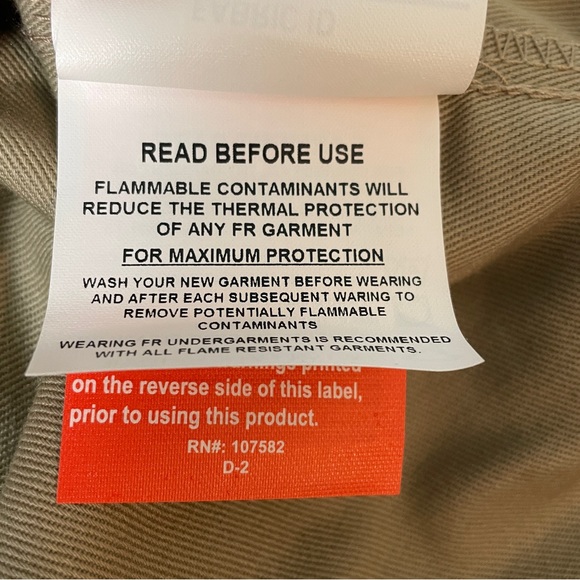 FABRIC ID
READ BEFORE USE
FLAMMABLE CONTAMINANTS WILL
REDUCE THE THERMAL PROTECTION
OF ANY FR GARMENT
FOR MAXIMUM PROTECTION
WASH YOUR NEW GARMENT BEFORE WEARING
AND AFTER EACH SUBSEQUENT WARING TO
REMOVE POTENTIALLY FLAMMABLE
CONTAMINANTS
WEARING FR UNDERGARMENTS IS RECOMMENDED
WITH ALL FLAME RESISTANT GARMENTS.
printed
on the reverse side of this label,
prior to using this product.
RN#: 107582
D-2